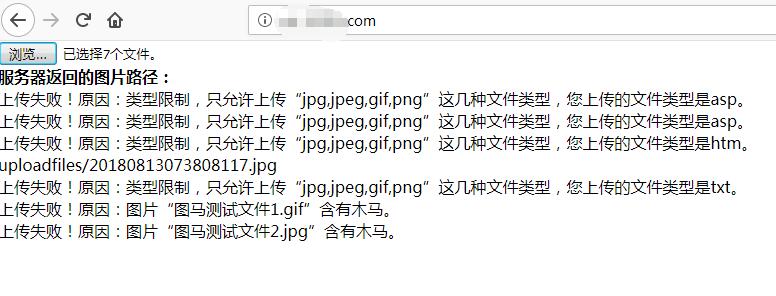 com
浏览... 已选择7个文件。
服务器返回的图片路径：
上传失败！原因：类型限制，只允许上传“jpg,jpeg,gif,png”这几种文件类型，您上传的文件类型是asp。
上传失败！原因：类型限制，只允许上传“jpg,jpeg,gif,png”这几种文件类型，您上传的文件类型是asp。
上传失败！原因：类型限制，只允许上传“jpg,jpeg,gif,png”这几种文件类型，您上传的文件类型是htm。
uploadfiles/20180813073808117.jpg
上传失败！原因：类型限制，只允许上传“jpg,jpeg,gif,png”这几种文件类型，您上传的文件类型是txt。
上传失败！原因：图片“图马测试文件1.gif”含有木马。
上传失败！原因：图片“图马测试文件2.jpg”含有木马。